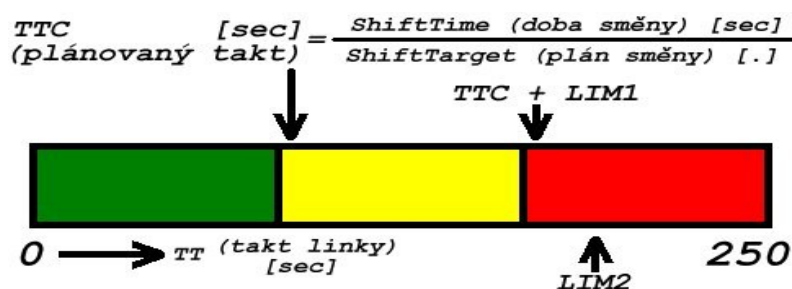 TTC [sec] = ShiftTime (doba směny) [sec]
(plánovaný takt) ShiftTarget (plán směny) [.]
TTC + LIM1
0 TT (takt linky) 250
[sec]
LIM2